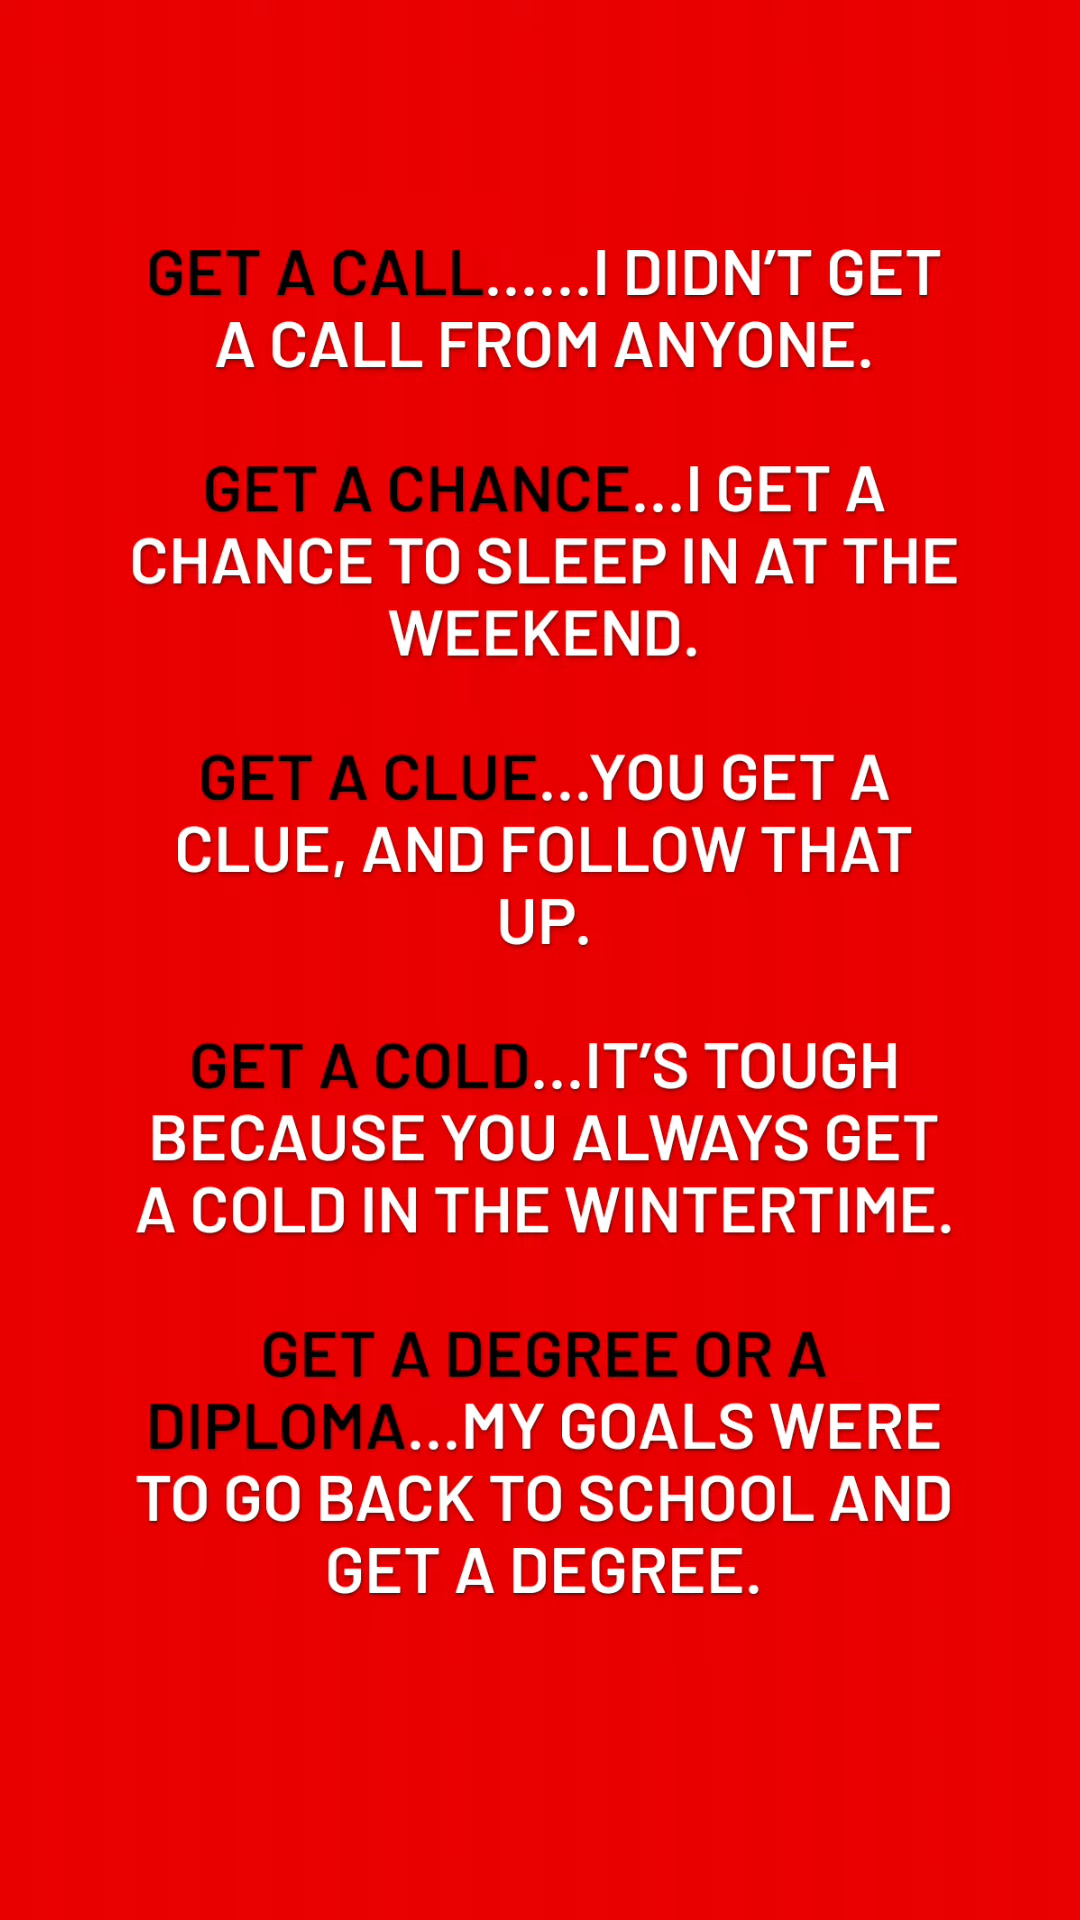 GET A CALL......I DIDN’T GET
A CALL FROM ANYONE.
GET A CHANCE...I GET A
CHANCE TO SLEEP IN AT THE
WEEKEND.
GET A CLUE...YOU GET A
CLUE, AND FOLLOW THAT
UP.
GET A COLD...IT’S TOUGH
BECAUSE YOU ALWAYS GET
A COLD IN THE WINTERTIME.
GET A DEGREE OR A
DIPLOMA...MY GOALS WERE
TO GO BACK TO SCHOOL AND
GET A DEGREE.